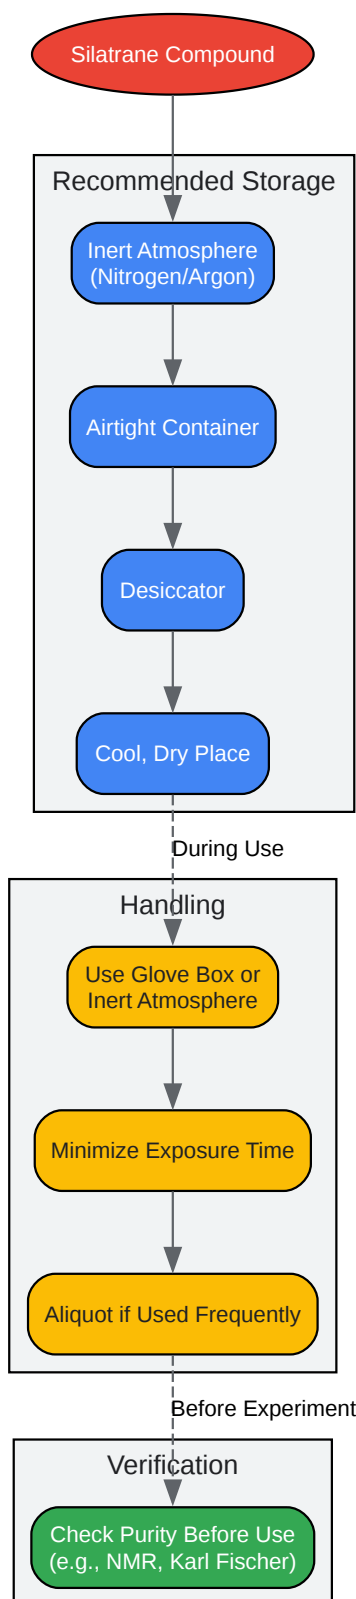 Silatrane Compound
Recommended Storage
Inert Atmosphere
(Nitrogen/Argon)
Airtight Container
Desiccator
Cool, Dry Place
During Use
Handling
Use Glove Box or
Inert Atmosphere
Minimize Exposure Time
Aliquot if Used Frequently
Before Experiment
Verification
Check Purity Before Use
(e.g., NMR, Karl Fischer)